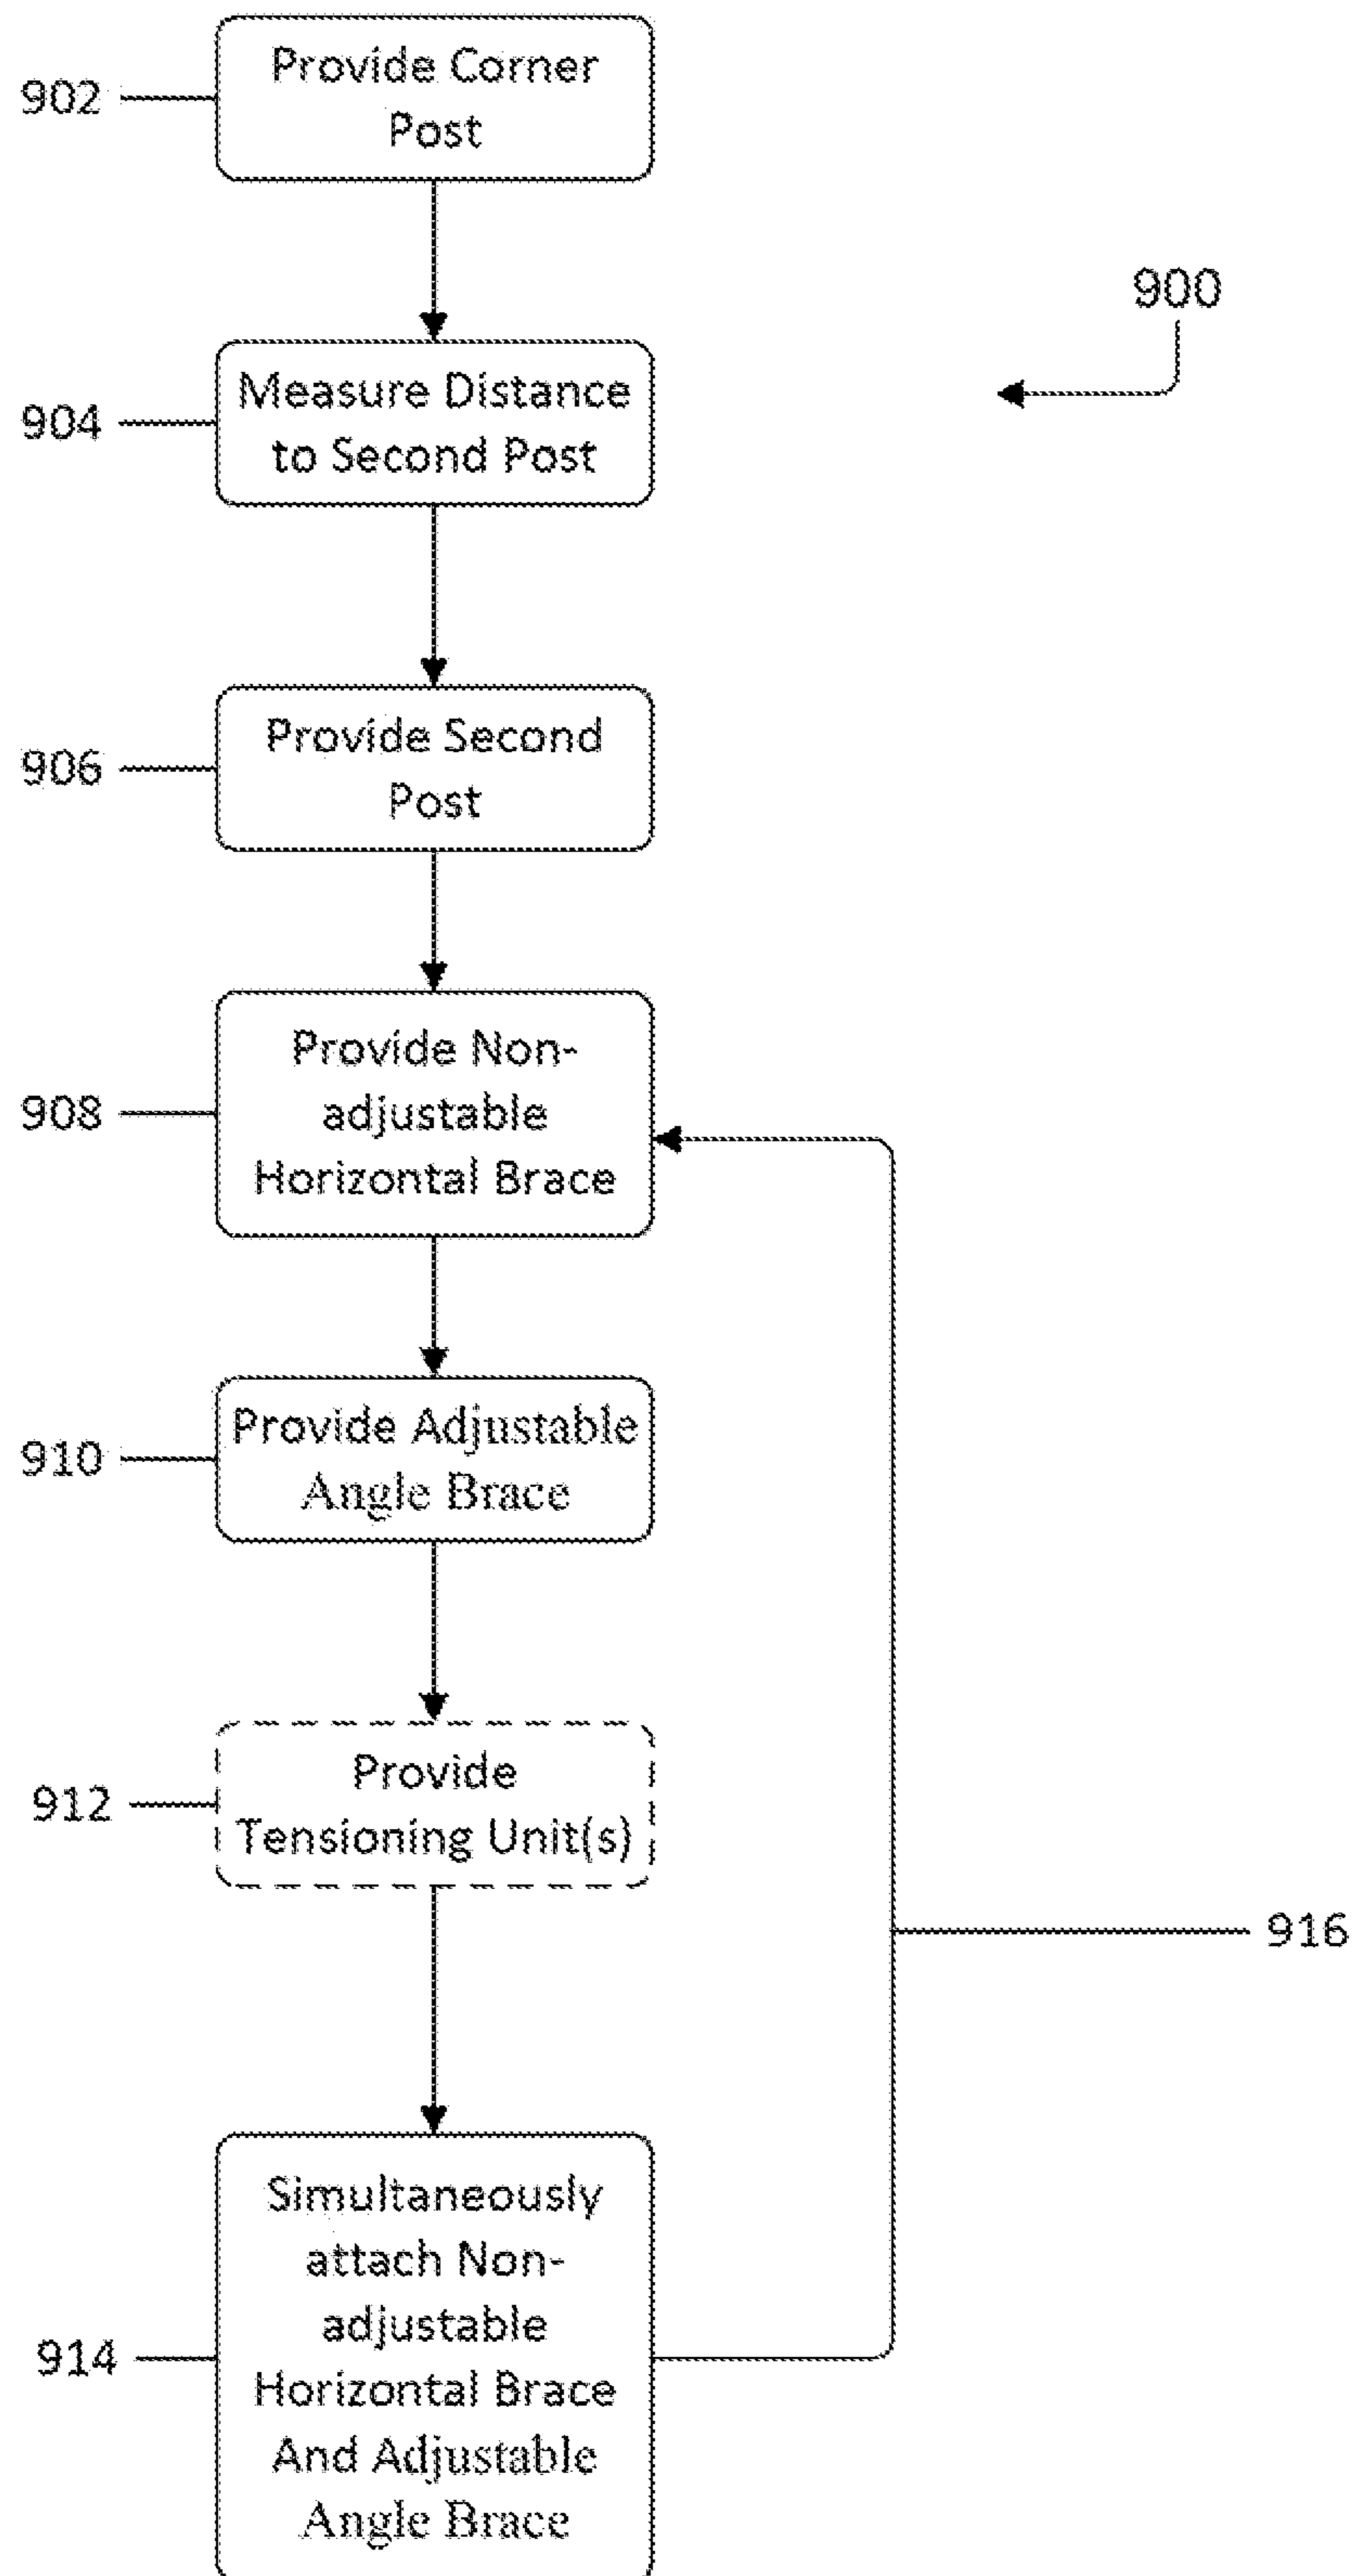 Provide Corner
Post
902
900
Measure Distance
to Second Post
904
Provide Second
Post
906
Provide Non-
adjustable
Horizontal Brace
908
Provide Adjustable
Angle Brace
910
Provide
Tensioning Unit(s)
912
916
Simultaneously
attach Non-
adjustable
Horizontal Brace
And Adjustable
Angle Brace
914